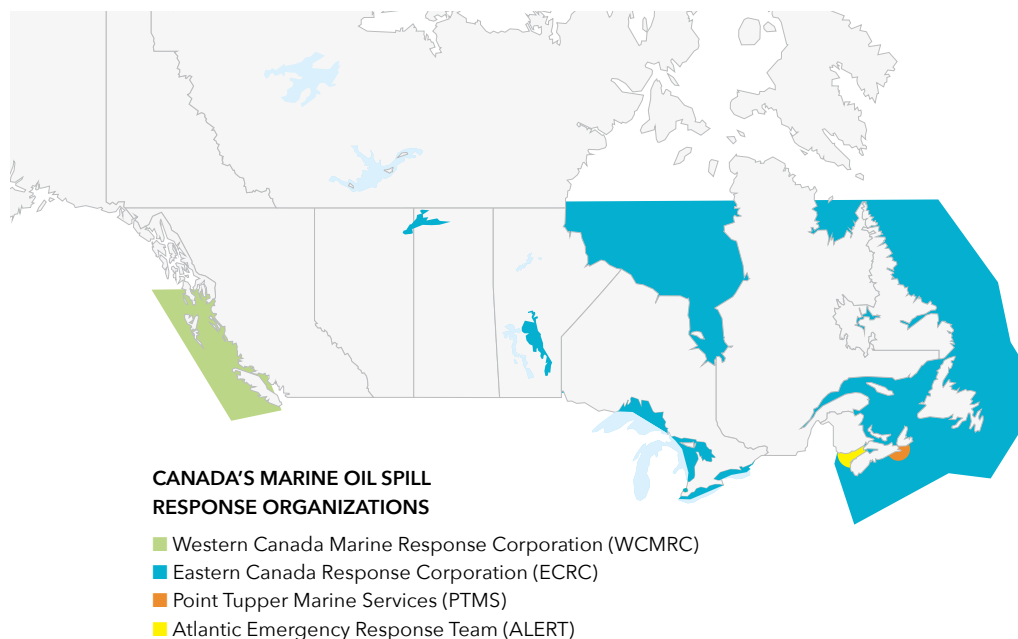 CANADA'S MARINE OIL SPILL
RESPONSE ORGANIZATIONS
Western Canada Marine Response Corporation (WCMRC)
Eastern Canada Response Corporation (ECRC)
Point Tupper Marine Services (PTMS)
Atlantic Emergency Response Team (ALERT)